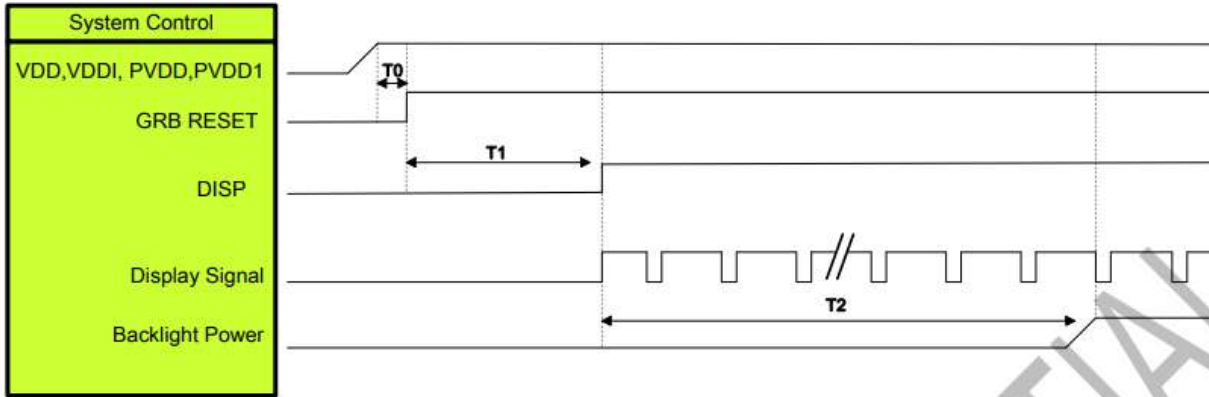 System Control
VDD,VDDI, PVDD,PVDD1
T0
GRB RESET
T1
DISP
Display Signal
T2
Backlight Power